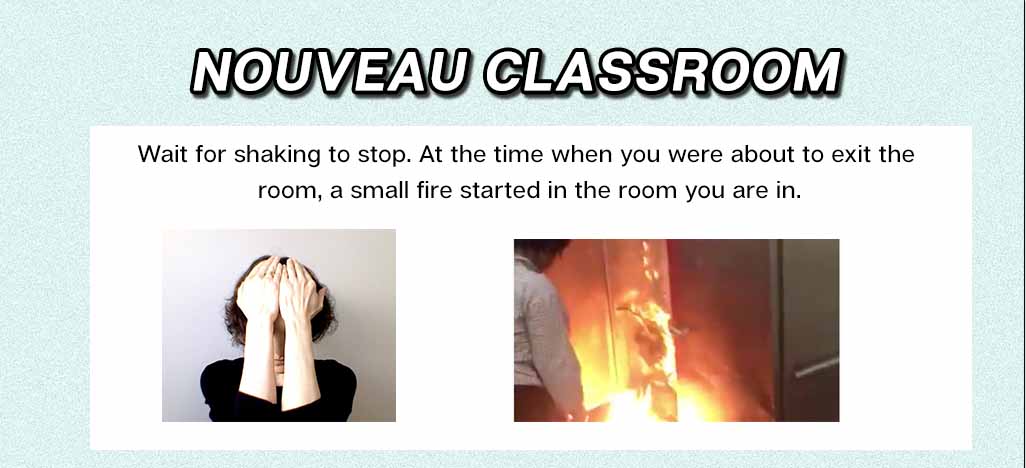 NOUVEAU CLASSROOM
Wait for shaking to stop. At the time when you were about to exit the
room, a small fire started in the room you are in.